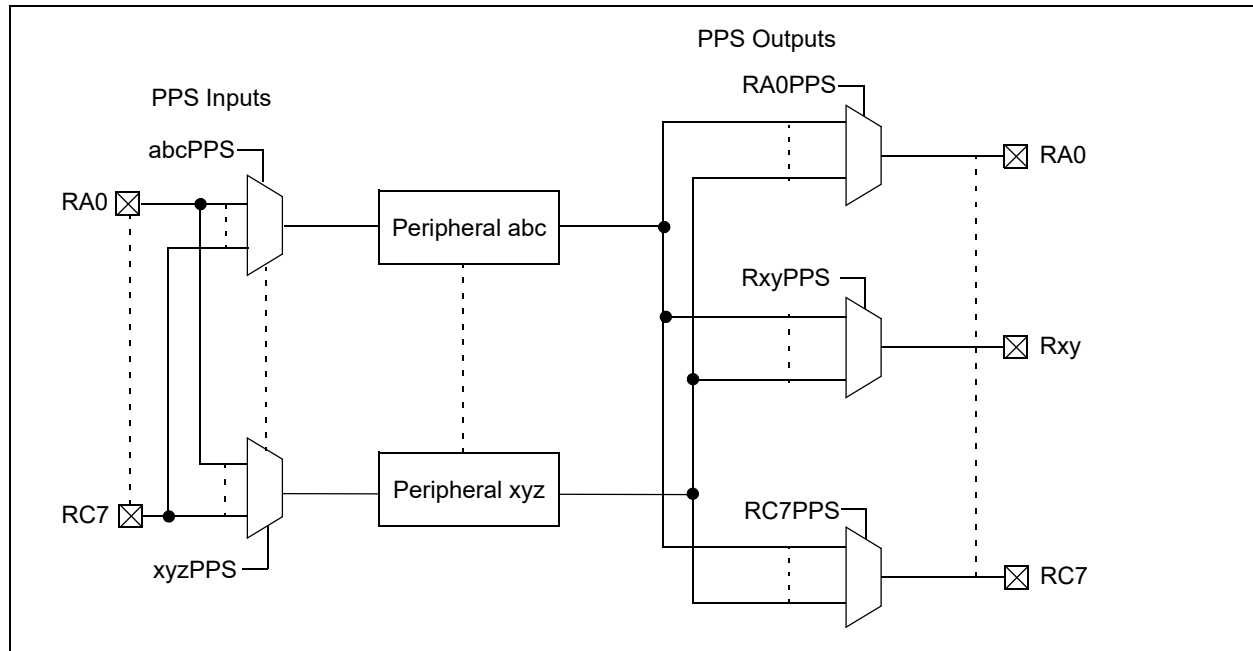 PPS Outputs
RA0PPS
PPS Inputs
abcPPS
RA0
RA0
Peripheral abc
RxyPPS
Rxy
Peripheral xyz
RC7PPS
RC7
xyzPPS
RC7